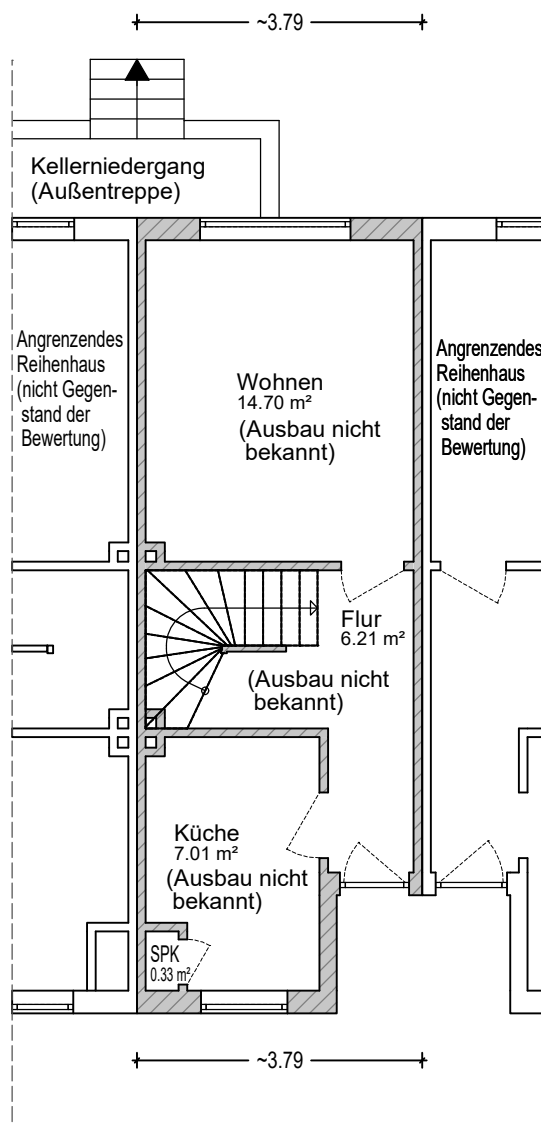 ~3.79
Kellerniedergang
(Außentreppe)
Angrenzendes
Reihenhaus
(nicht Gegen-
stand der
Bewertung)
Wohnen
14.70 m²
(Ausbau nicht
bekannt)
Angrenzendes
Reihenhaus
(nicht Gegen-
stand der
Bewertung)
Flur
6.21 m²
(Ausbau nicht
bekannt)
Küche
7.01 m²
(Ausbau nicht
bekannt)
SPK
0.33 m²
~3.79